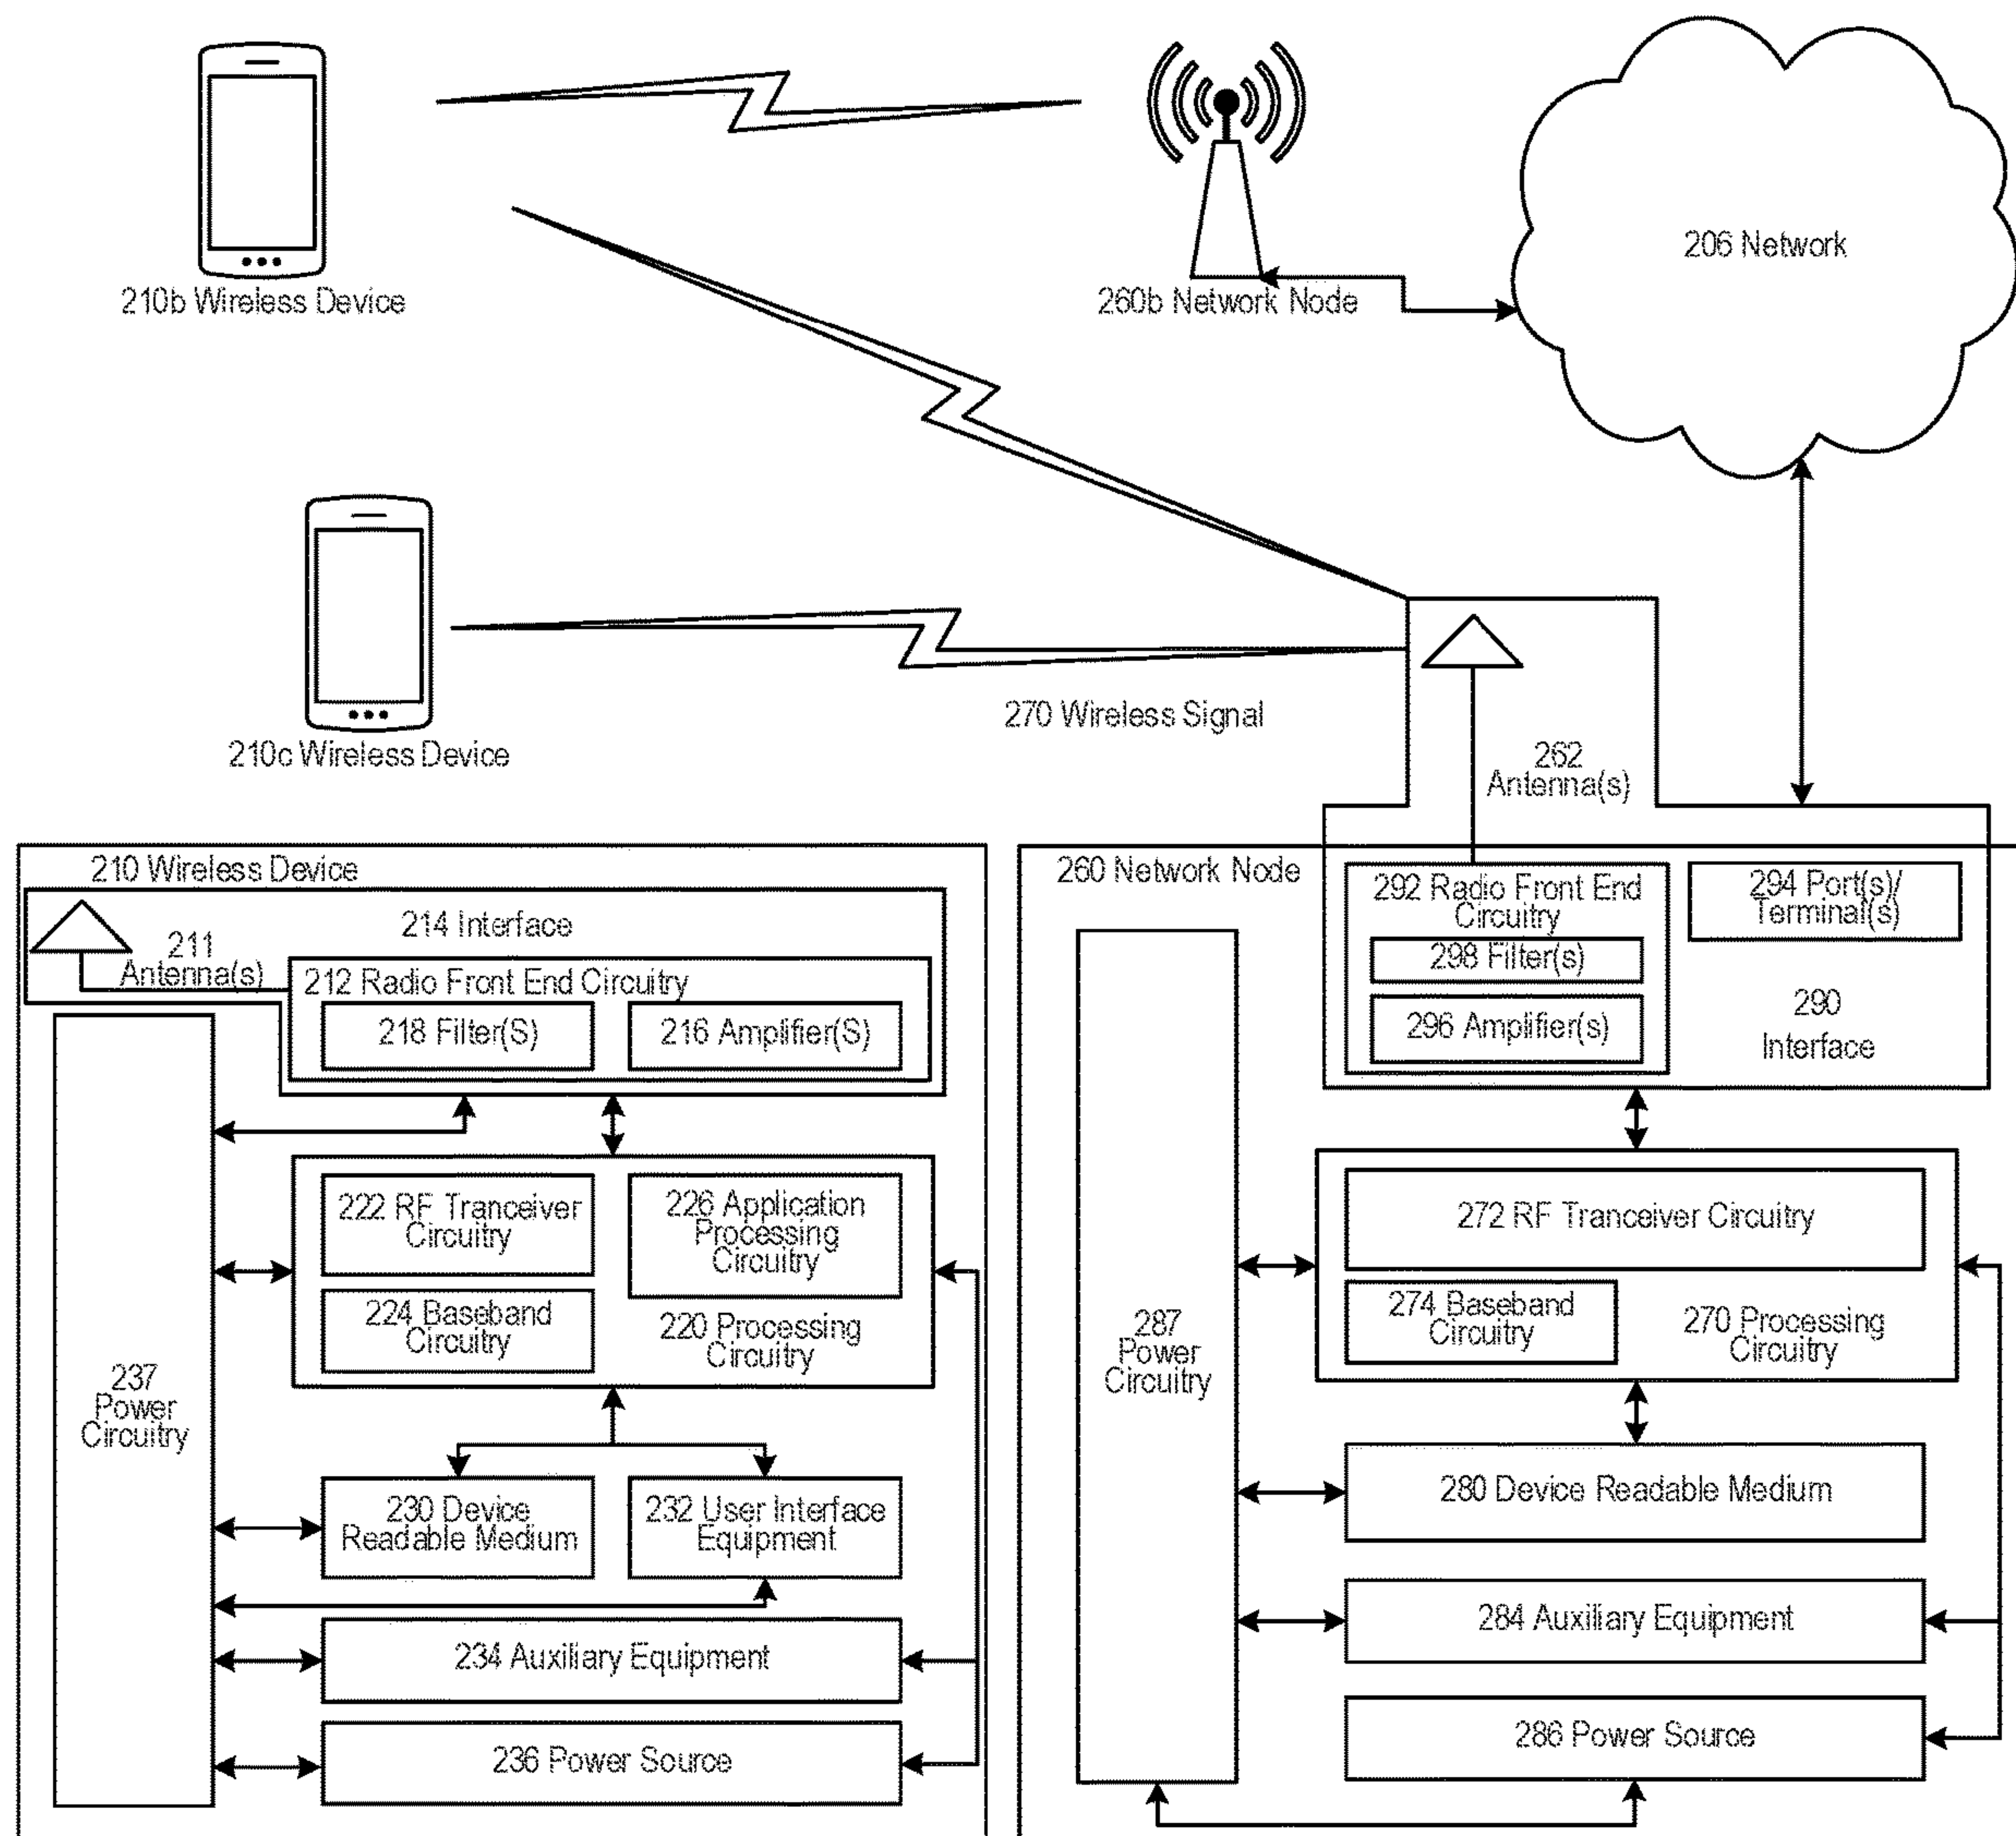 206 Network
210b Wireless Device
260b Network Node
270 Wireless Signal
210c Wireless Device
262
Antenna(s)
210 Wireless Device
214 Interface
211
Antenna(s)
212 Radio Front End Circuitry
218 Filter(S)
216 Amplifier(S)
237
Power
Circuitry
222 RF Tranceiver
Circuitry
226 Application
Processing
Circuitry
224 Baseband
Circuitry
220 Processing
Circuitry
230 Device
Readable Medium
232 User Interface
Equipment
234 Auxiliary Equipment
236 Power Source
260 Network Node
292 Radio Front End
Circuitry
298 Filter(s)
296 Amplifier(s)
294 Port(s)/
Terminal(s)
290
Interface
287
Power
Circuitry
272 RF Tranceiver Circuitry
274 Baseband
Circuitry
270 Processing
Circuitry
280 Device Readable Medium
284 Auxiliary Equipment
286 Power Source